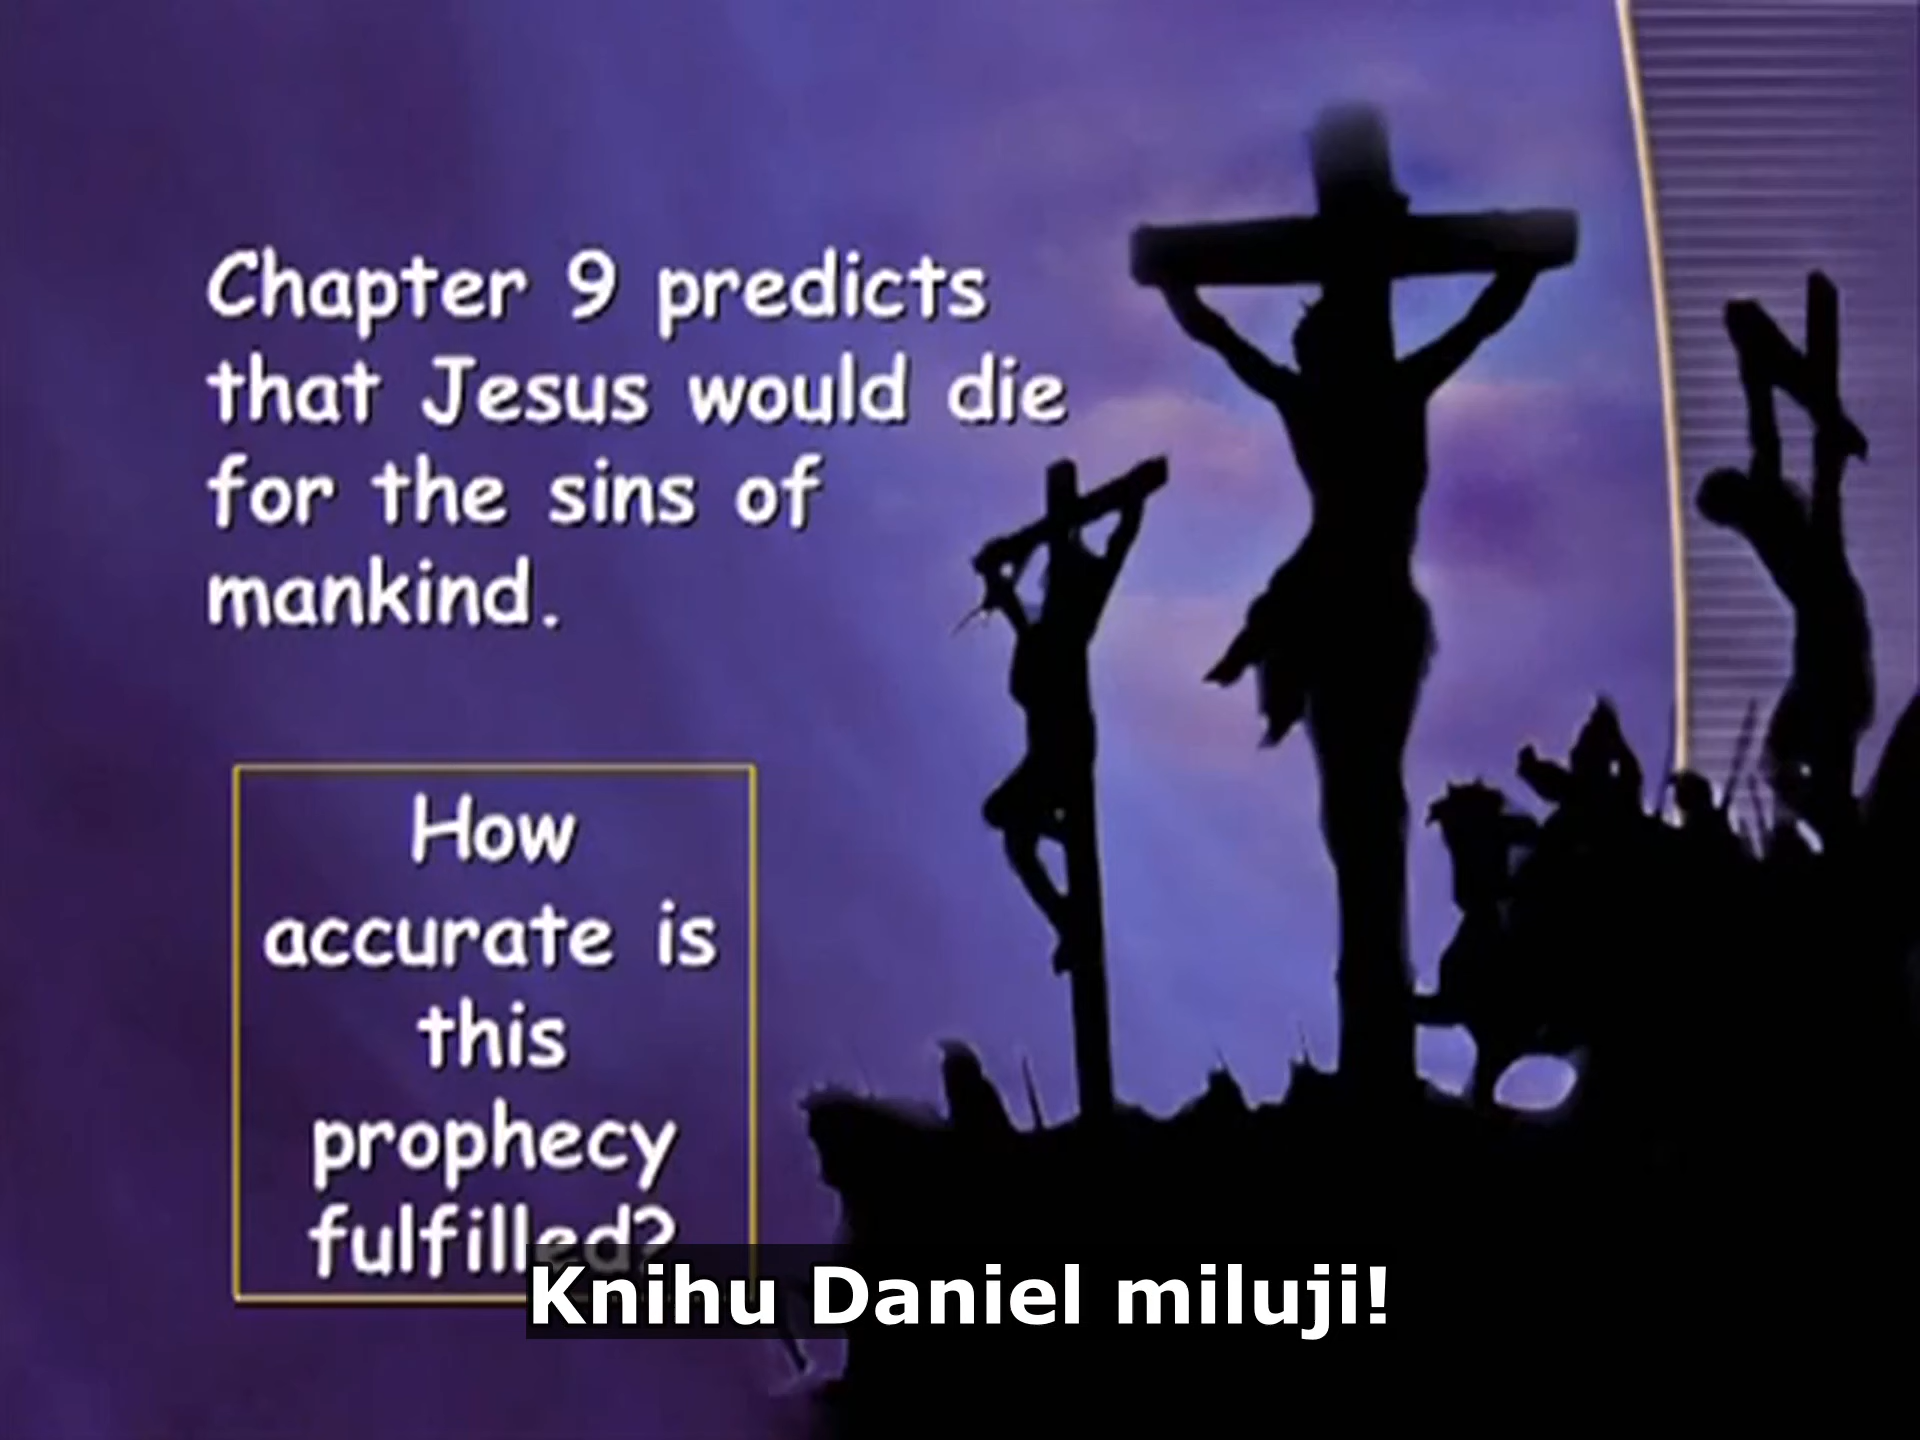 Chapter 9 predicts
that Jesus would die
for the sins of
mankind.
How
accurate is
this
prophecy
fulfilled?
Knihu Daniel miluji!